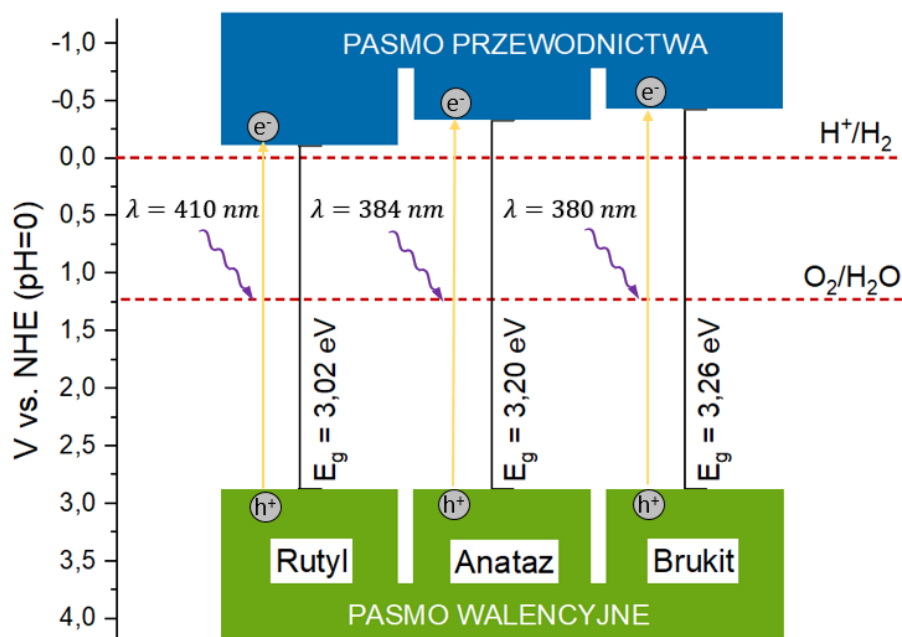 PASMO PRZEWODNICTWA
-1,0
-0,5
0,0
0,5
1,0
1,5
2,0
2,5
3,0
3,5
4,0
V vs. NHE (pH=0)
e⁻
e⁻
e⁻
H⁺/H₂
λ = 410 nm
λ = 384 nm
λ = 380 nm
O₂/H₂O
E_g = 3,02 eV
E_g = 3,20 eV
E_g = 3,26 eV
h⁺
h⁺
h⁺
Rutyl
Anataz
Brukit
PASMO WALENCYJNE